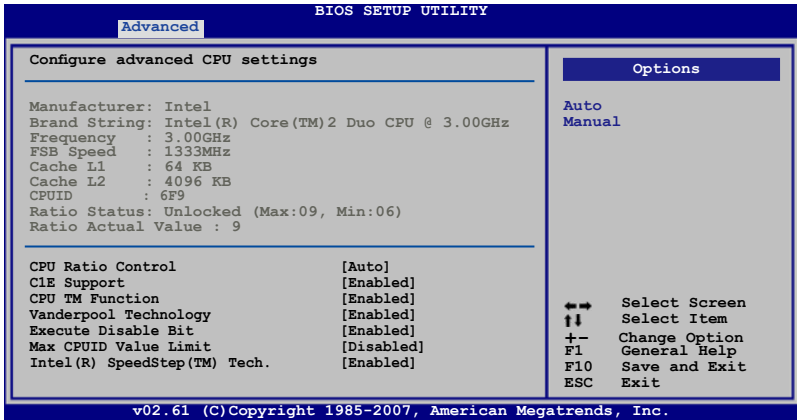 BIOS SETUP UTILITY
Advanced
Configure advanced CPU settings
Manufacturer: Intel
Brand String: Intel(R) Core(TM)2 Duo CPU @ 3.00GHz
Frequency : 3.00GHz
FSB Speed : 1333MHz
Cache L1 : 64 KB
Cache L2 : 4096 KB
CPUID : 6F9
Ratio Status: Unlocked (Max:09, Min:06)
Ratio Actual Value : 9
CPU Ratio Control [Auto]
C1E Support [Enabled]
CPU TM Function [Enabled]
Vanderpool Technology [Enabled]
Execute Disable Bit [Enabled]
Max CPUID Value Limit [Disabled]
Intel(R) SpeedStep(TM) Tech. [Enabled]
Options
Auto
Manual
←→ Select Screen
↑↓ Select Item
+- Change Option
F1 General Help
F10 Save and Exit
ESC Exit
v02.61 (C)Copyright 1985-2007, American Megatrends, Inc.